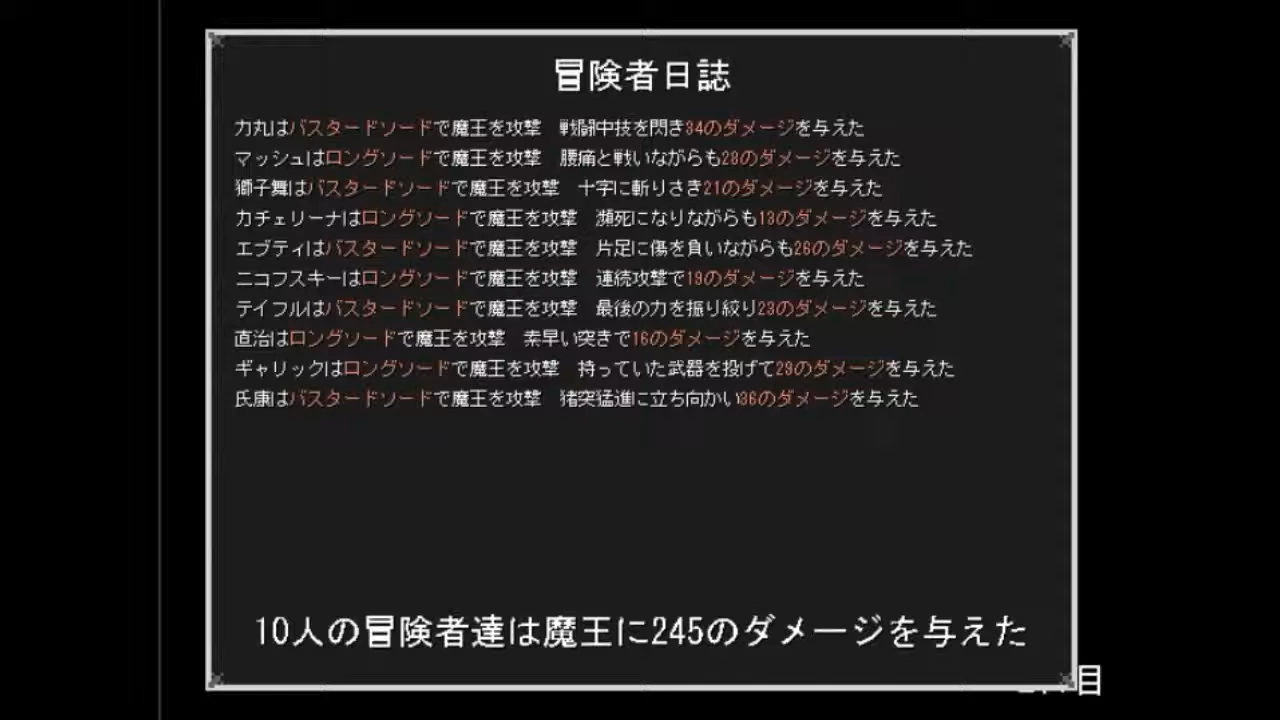 冒険者日誌
力丸はバスタードソードで魔王を攻撃　戦闘中技を閃き34のダメージを与えた
マッシュはロングソードで魔王を攻撃　腰痛と戦いながらも28のダメージを与えた
獅子舞はバスタードソードで魔王を攻撃　十字に斬りさき21のダメージを与えた
カチェリーナはロングソードで魔王を攻撃　瀕死になりながらも13のダメージを与えた
エブティはバスタードソードで魔王を攻撃　片足に傷を負いながらも26のダメージを与えた
ニコフスキーはロングソードで魔王を攻撃　連続攻撃で19のダメージを与えた
テイフルはバスタードソードで魔王を攻撃　最後の力を振り絞り23のダメージを与えた
直治はロングソードで魔王を攻撃　素早い突きで16のダメージを与えた
ギャリックはロングソードで魔王を攻撃　持っていた武器を投げて29のダメージを与えた
氏康はバスタードソードで魔王を攻撃　猪突猛進に立ち向かい36のダメージを与えた
10人の冒険者達は魔王に245のダメージを与えた
目